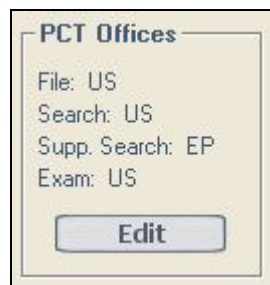 PCT Offices
File: US
Search: US
Supp. Search: EP
Exam: US
Edit